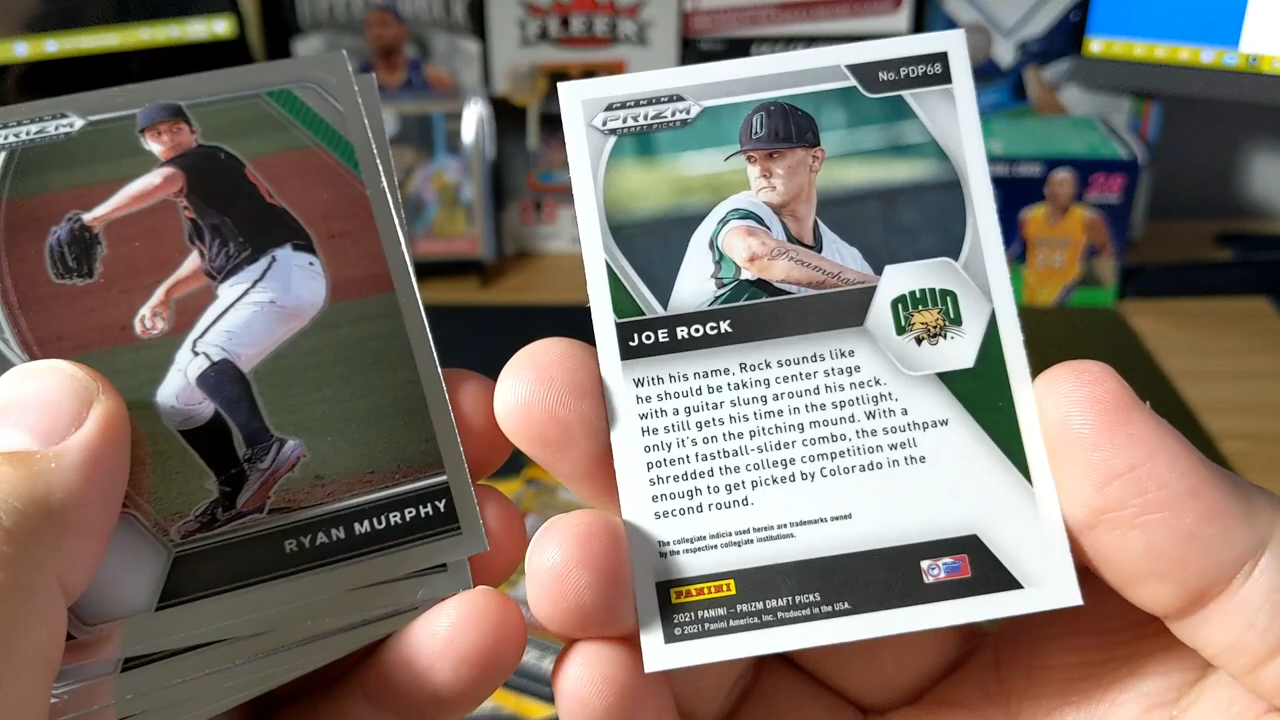 FLEER
PRIZM
RYAN MURPHY
No. PDP68
PANINI
PRIZM
DRAFT PICKS
Dreamcha
JOE ROCK
OHIO
With his name, Rock sounds like
he should be taking center stage
with a guitar slung around his neck.
He still gets his time in the spotlight,
only it's on the pitching mound. With a
potent fastball-slider combo, the southpaw
shredded the college competition well
enough to get picked by Colorado in the
second round.
The collegiate indicia used herein are trademarks owned
by the respective collegiate institutions.
PANINI
2021 PANINI – PRIZM DRAFT PICKS
© 2021 Panini America, Inc. Produced in the USA.